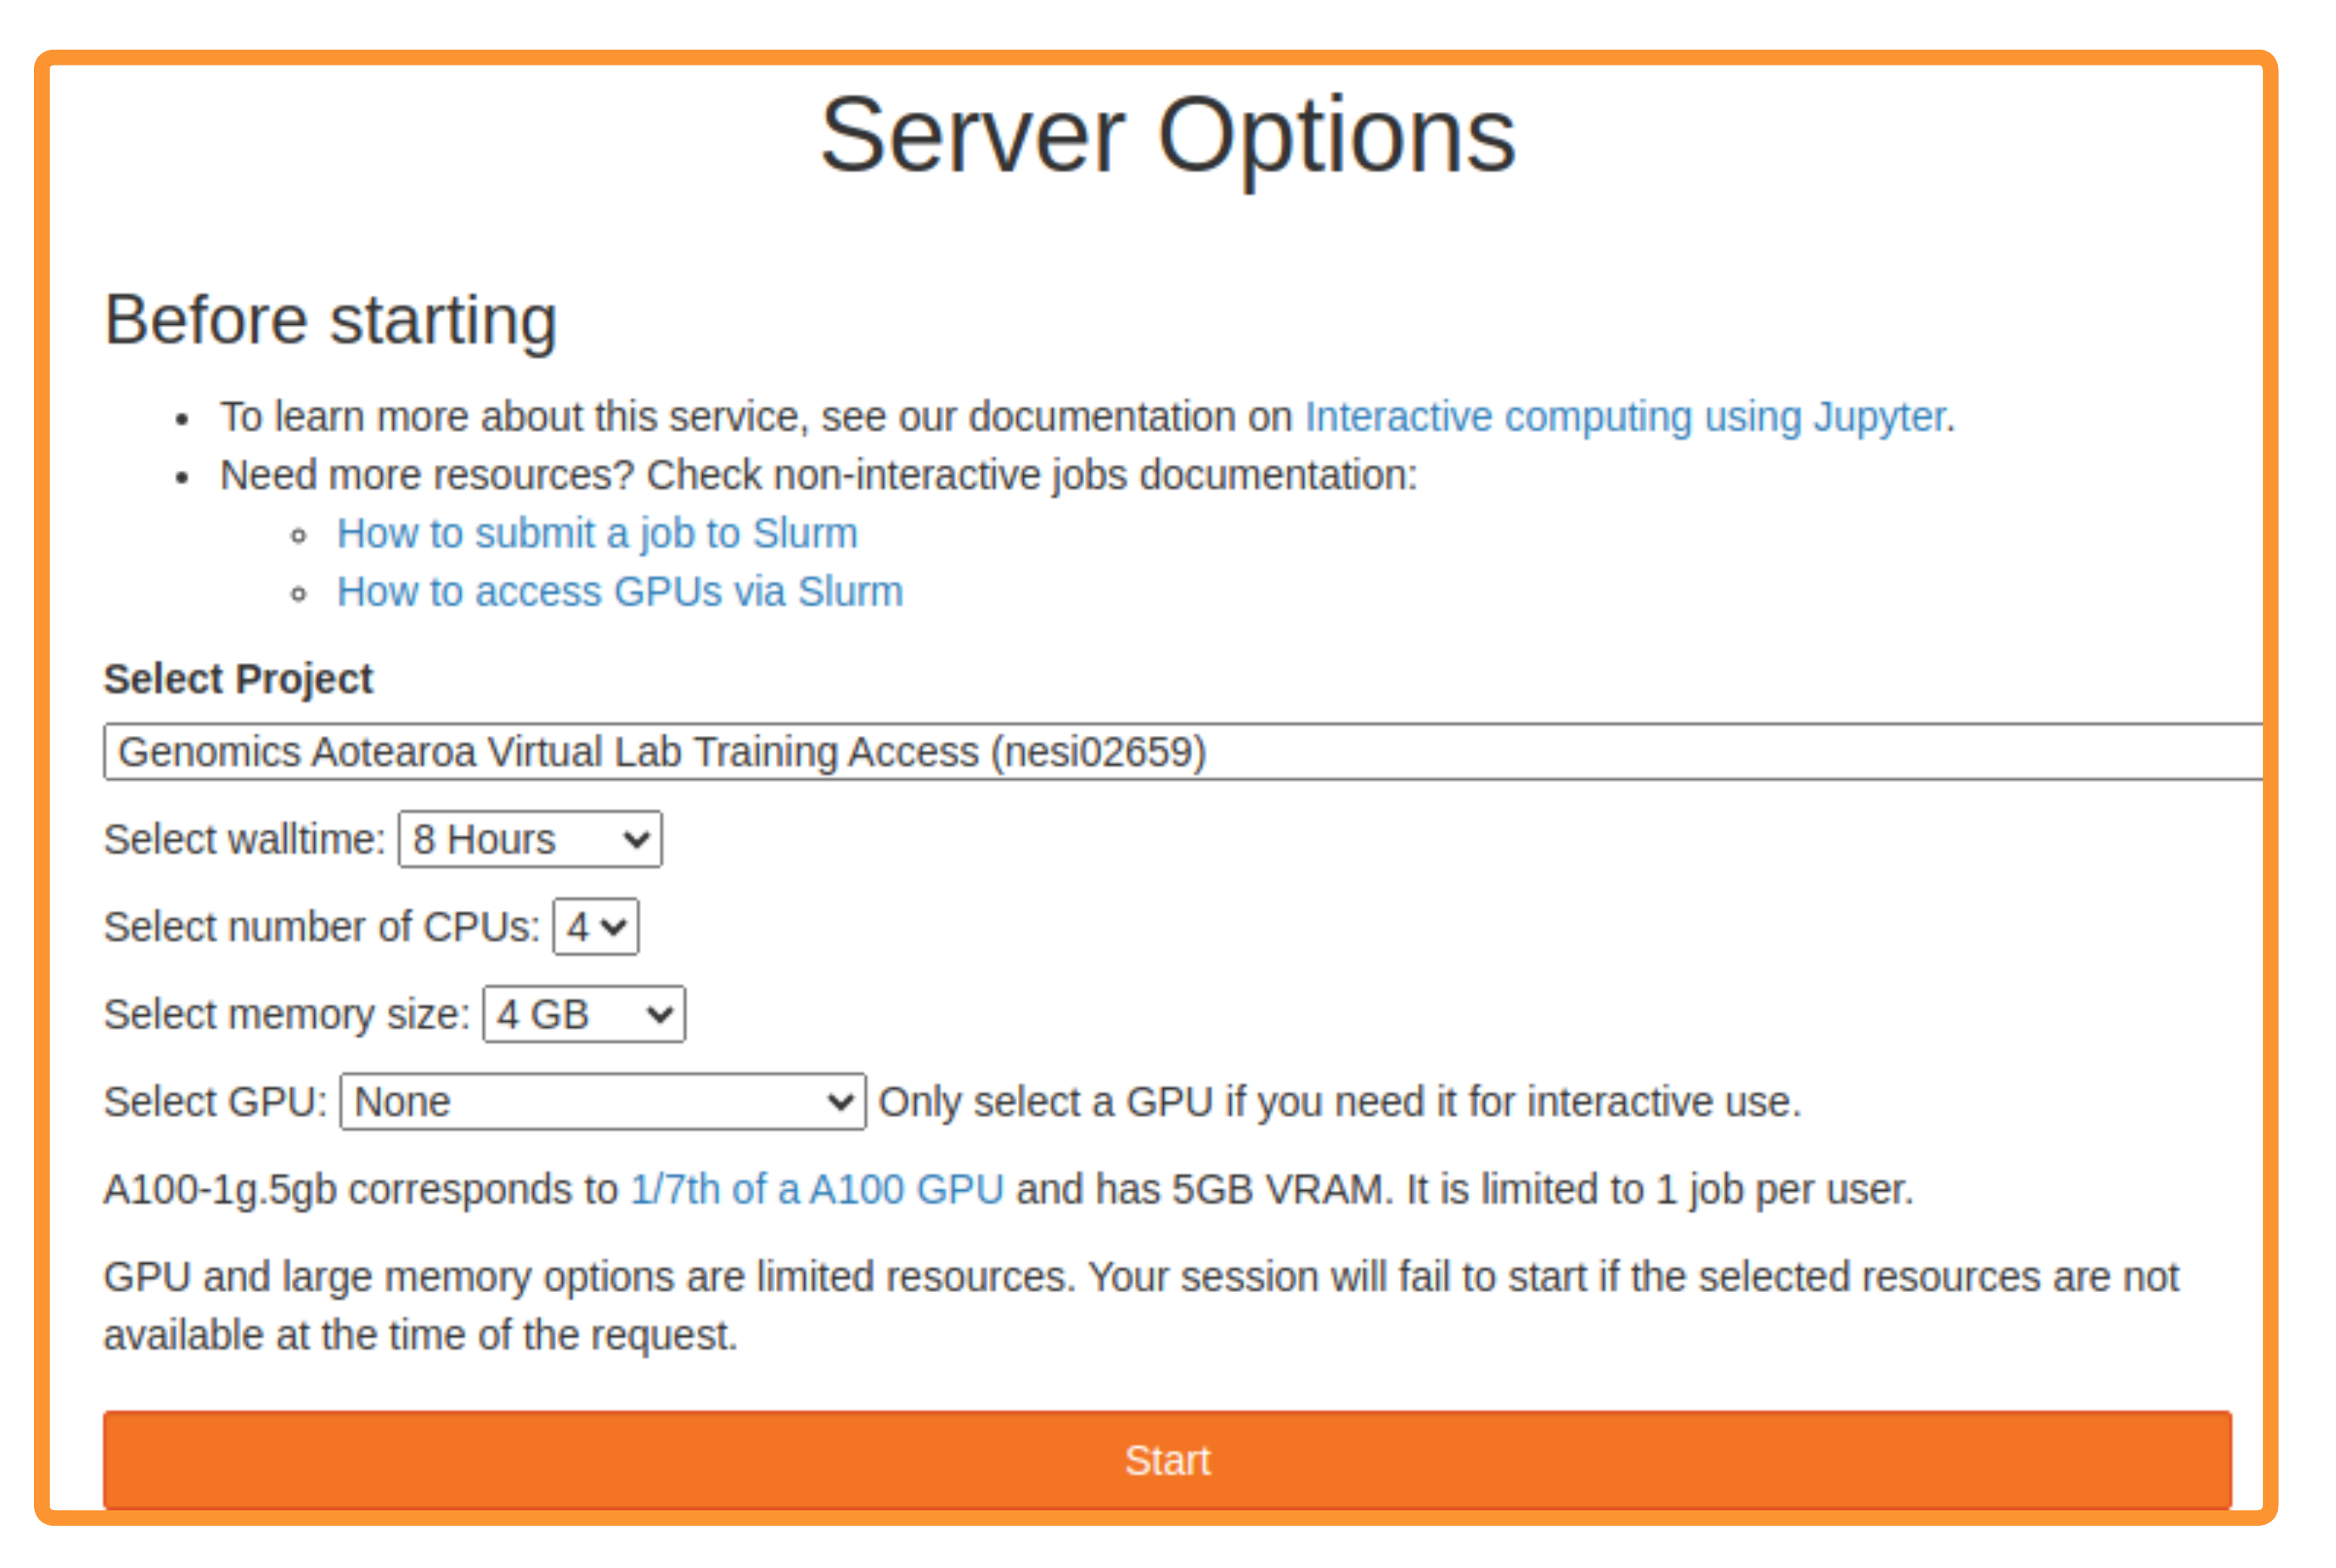 Server Options
Before starting
To learn more about this service, see our documentation on Interactive computing using Jupyter.
Need more resources? Check non-interactive jobs documentation:
How to submit a job to Slurm
How to access GPUs via Slurm
Select Project
Genomics Aotearoa Virtual Lab Training Access (nesi02659)
Select walltime: 8 Hours
Select number of CPUs: 4
Select memory size: 4 GB
Select GPU: None Only select a GPU if you need it for interactive use.
A100-1g.5gb corresponds to 1/7th of a A100 GPU and has 5GB VRAM. It is limited to 1 job per user.
GPU and large memory options are limited resources. Your session will fail to start if the selected resources are not
available at the time of the request.
Start